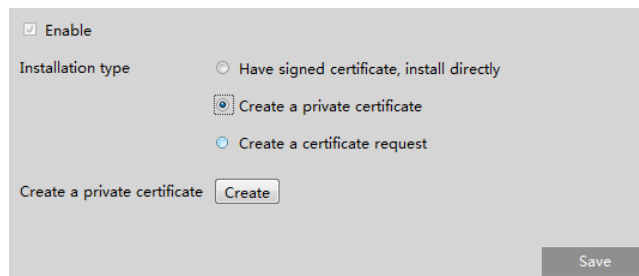 Enable
Installation type
Have signed certificate, install directly
Create a private certificate
Create a certificate request
Create a private certificate Create
Save